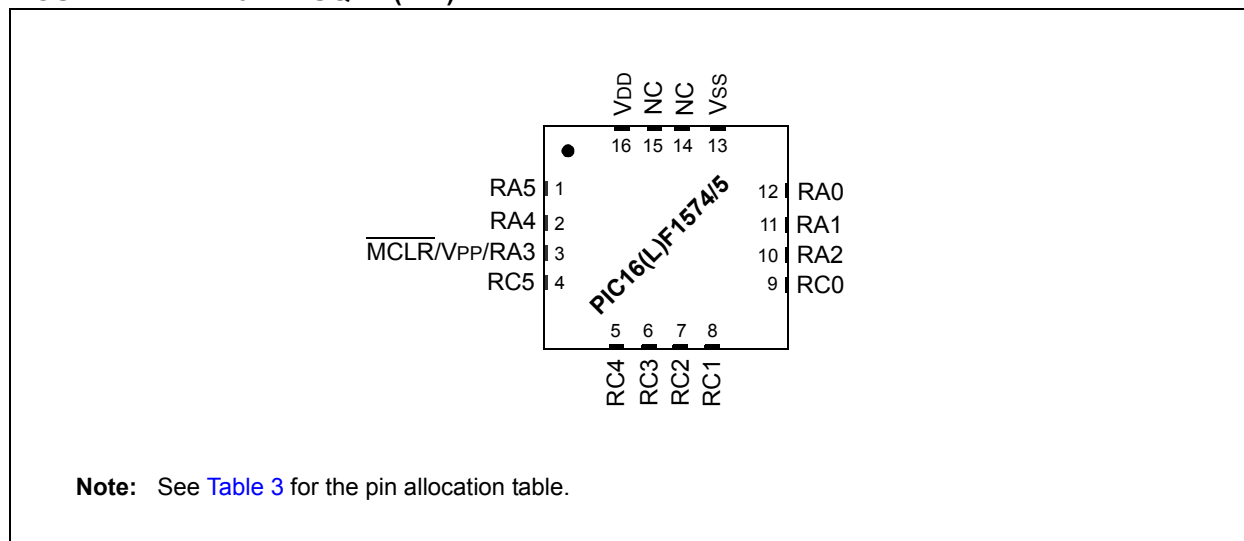 VDD
NC
NC
VSS
16 15 14 13
RA5 1
RA4 2
MCLR/VPP/RA3 3
RC5 4
12 RA0
11 RA1
10 RA2
9 RC0
PIC16(L)F1574/5
5 6 7 8
RC4
RC3
RC2
RC1
Note: See Table 3 for the pin allocation table.